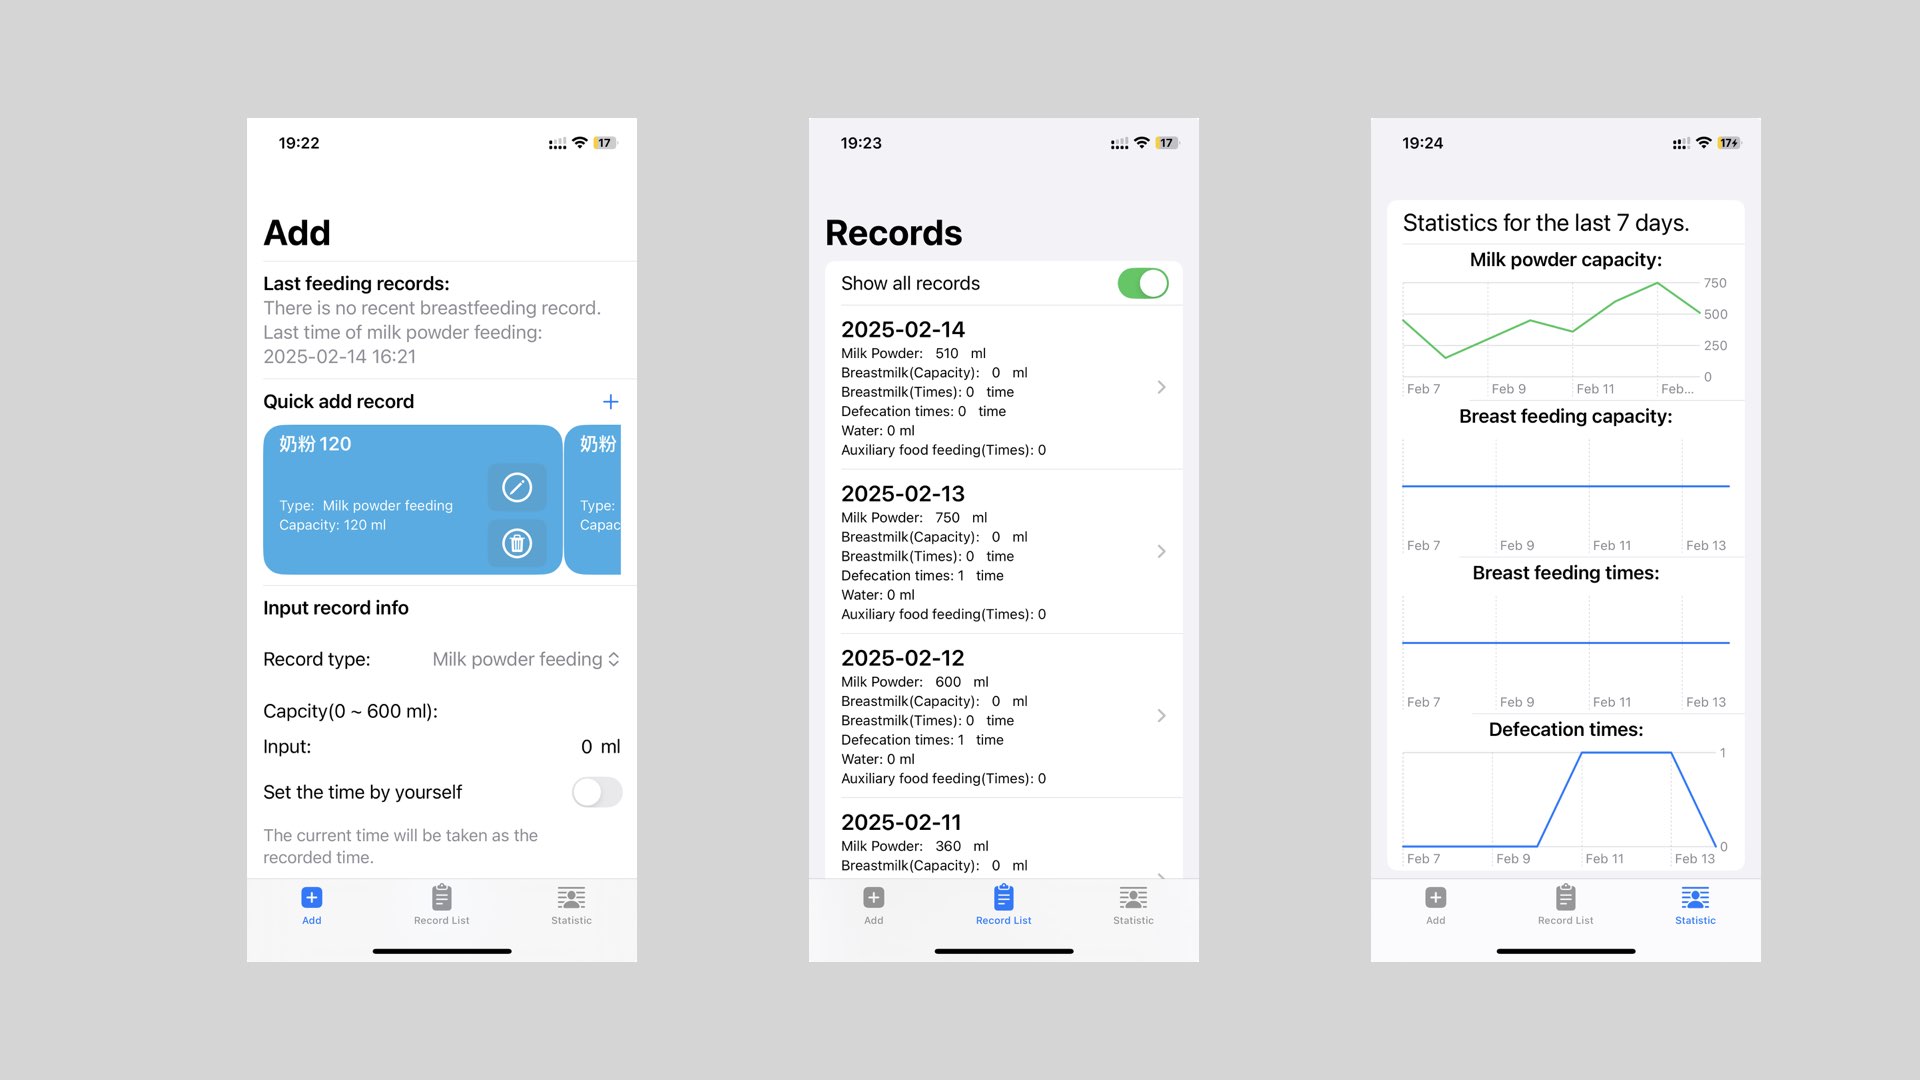 19:22
17
Add
Last feeding records:
There is no recent breastfeeding record.
Last time of milk powder feeding:
2025-02-14 16:21
Quick add record
奶粉 120
Type: Milk powder feeding
Capacity: 120 ml
奶粉
Type:
Capac
Input record info
Record type: Milk powder feeding
Capcity(0 ~ 600 ml):
Input: 0 ml
Set the time by yourself
The current time will be taken as the
recorded time.
Add Record List Statistic
19:23
17
Records
Show all records
2025-02-14
Milk Powder: 510 ml
Breastmilk(Capacity): 0 ml
Breastmilk(Times): 0 time
Defecation times: 0 time
Water: 0 ml
Auxiliary food feeding(Times): 0
2025-02-13
Milk Powder: 750 ml
Breastmilk(Capacity): 0 ml
Breastmilk(Times): 0 time
Defecation times: 1 time
Water: 0 ml
Auxiliary food feeding(Times): 0
2025-02-12
Milk Powder: 600 ml
Breastmilk(Capacity): 0 ml
Breastmilk(Times): 0 time
Defecation times: 1 time
Water: 0 ml
Auxiliary food feeding(Times): 0
2025-02-11
Milk Powder: 360 ml
Breastmilk(Capacity): 0 ml
Add Record List Statistic
19:24
17
Statistics for the last 7 days.
Milk powder capacity:
750
500
250
0
Feb 7 Feb 9 Feb 11 Feb...
Breast feeding capacity:
Feb 7 Feb 9 Feb 11 Feb 13
Breast feeding times:
Feb 7 Feb 9 Feb 11 Feb 13
Defecation times:
1
0
Feb 7 Feb 9 Feb 11 Feb 13
Add Record List Statistic